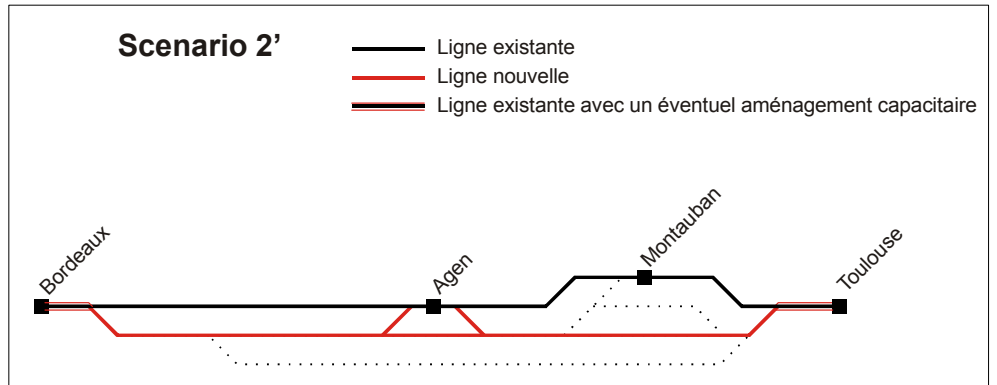 Scenario 2'
Ligne existante
Ligne nouvelle
Ligne existante avec un éventuel aménagement capacitaire
Bordeaux
Agen
Montauban
Toulouse